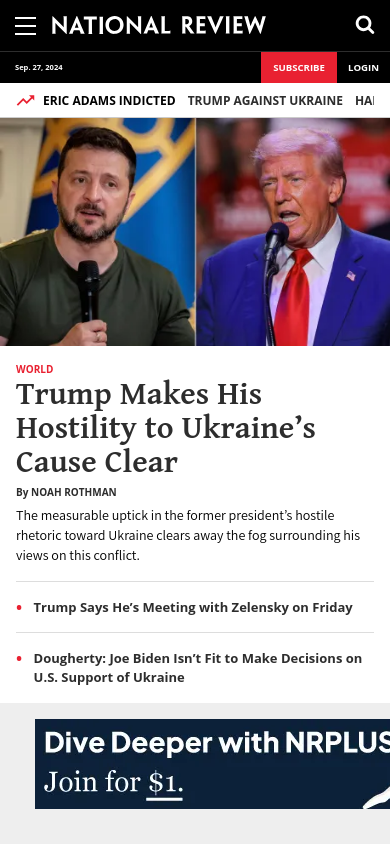 NATIONAL REVIEW
Sep. 27, 2024
SUBSCRIBE
LOGIN
ERIC ADAMS INDICTED TRUMP AGAINST UKRAINE HA
WORLD
Trump Makes His
Hostility to Ukraine’s
Cause Clear
By NOAH ROTHMAN
The measurable uptick in the former president’s hostile
rhetoric toward Ukraine clears away the fog surrounding his
views on this conflict.
Trump Says He’s Meeting with Zelensky on Friday
Dougherty: Joe Biden Isn’t Fit to Make Decisions on
U.S. Support of Ukraine
Dive Deeper with NRPLUS
Join for $1.